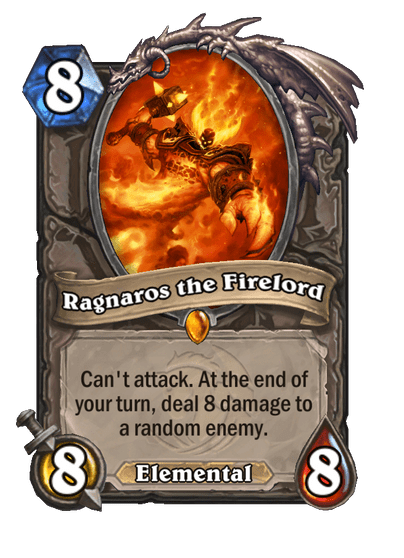 8
Ragnaros the Firelord
Can't attack. At the end of
your turn, deal 8 damage to
a random enemy.
8
Elemental
8